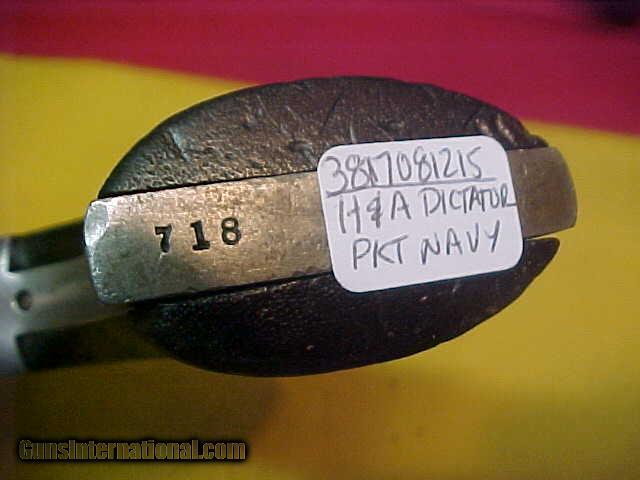 718
3817081215
H&A DICTATOR
PKT NAVY
GunsInternational.com